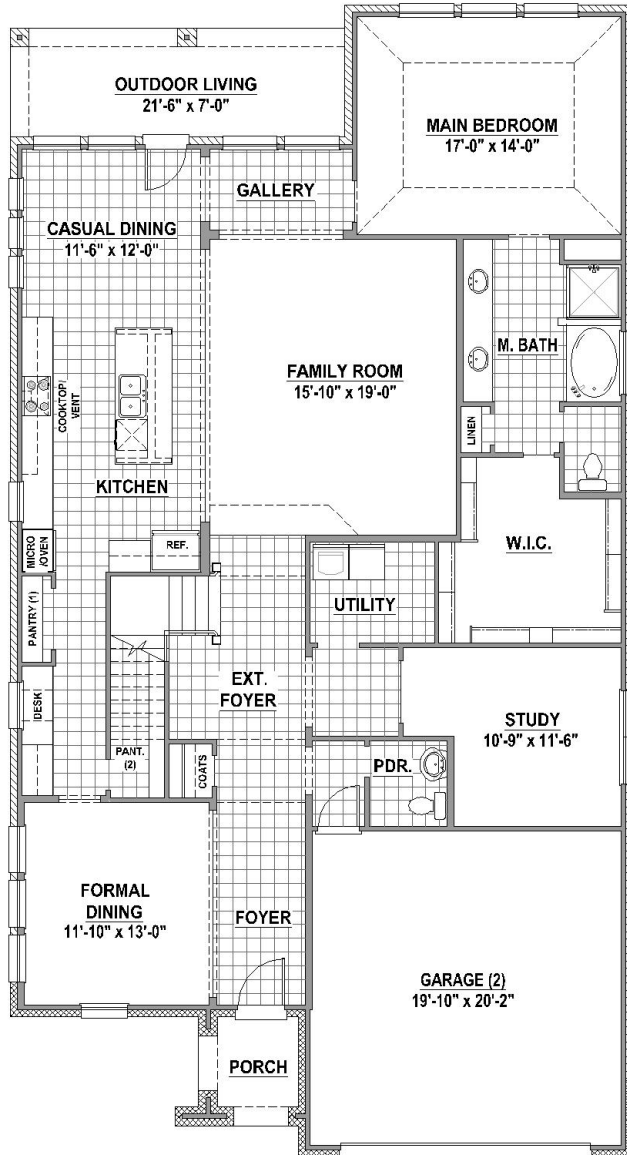 OUTDOOR LIVING
21'-6" x 7'-0"
MAIN BEDROOM
17'-0" x 14'-0"
GALLERY
CASUAL DINING
11'-6" x 12'-0"
M. BATH
FAMILY ROOM
15'-10" x 19'-0"
COOKTOP/
VENT
LINEN
KITCHEN
REF.
MICRO
/OVEN
W.I.C.
UTILITY
PANTRY (1)
EXT.
FOYER
DESK
STUDY
10'-9" x 11'-6"
PANT.
(2)
COATS
PDR.
FORMAL
DINING
11'-10" x 13'-0"
FOYER
GARAGE (2)
19'-10" x 20'-2"
PORCH